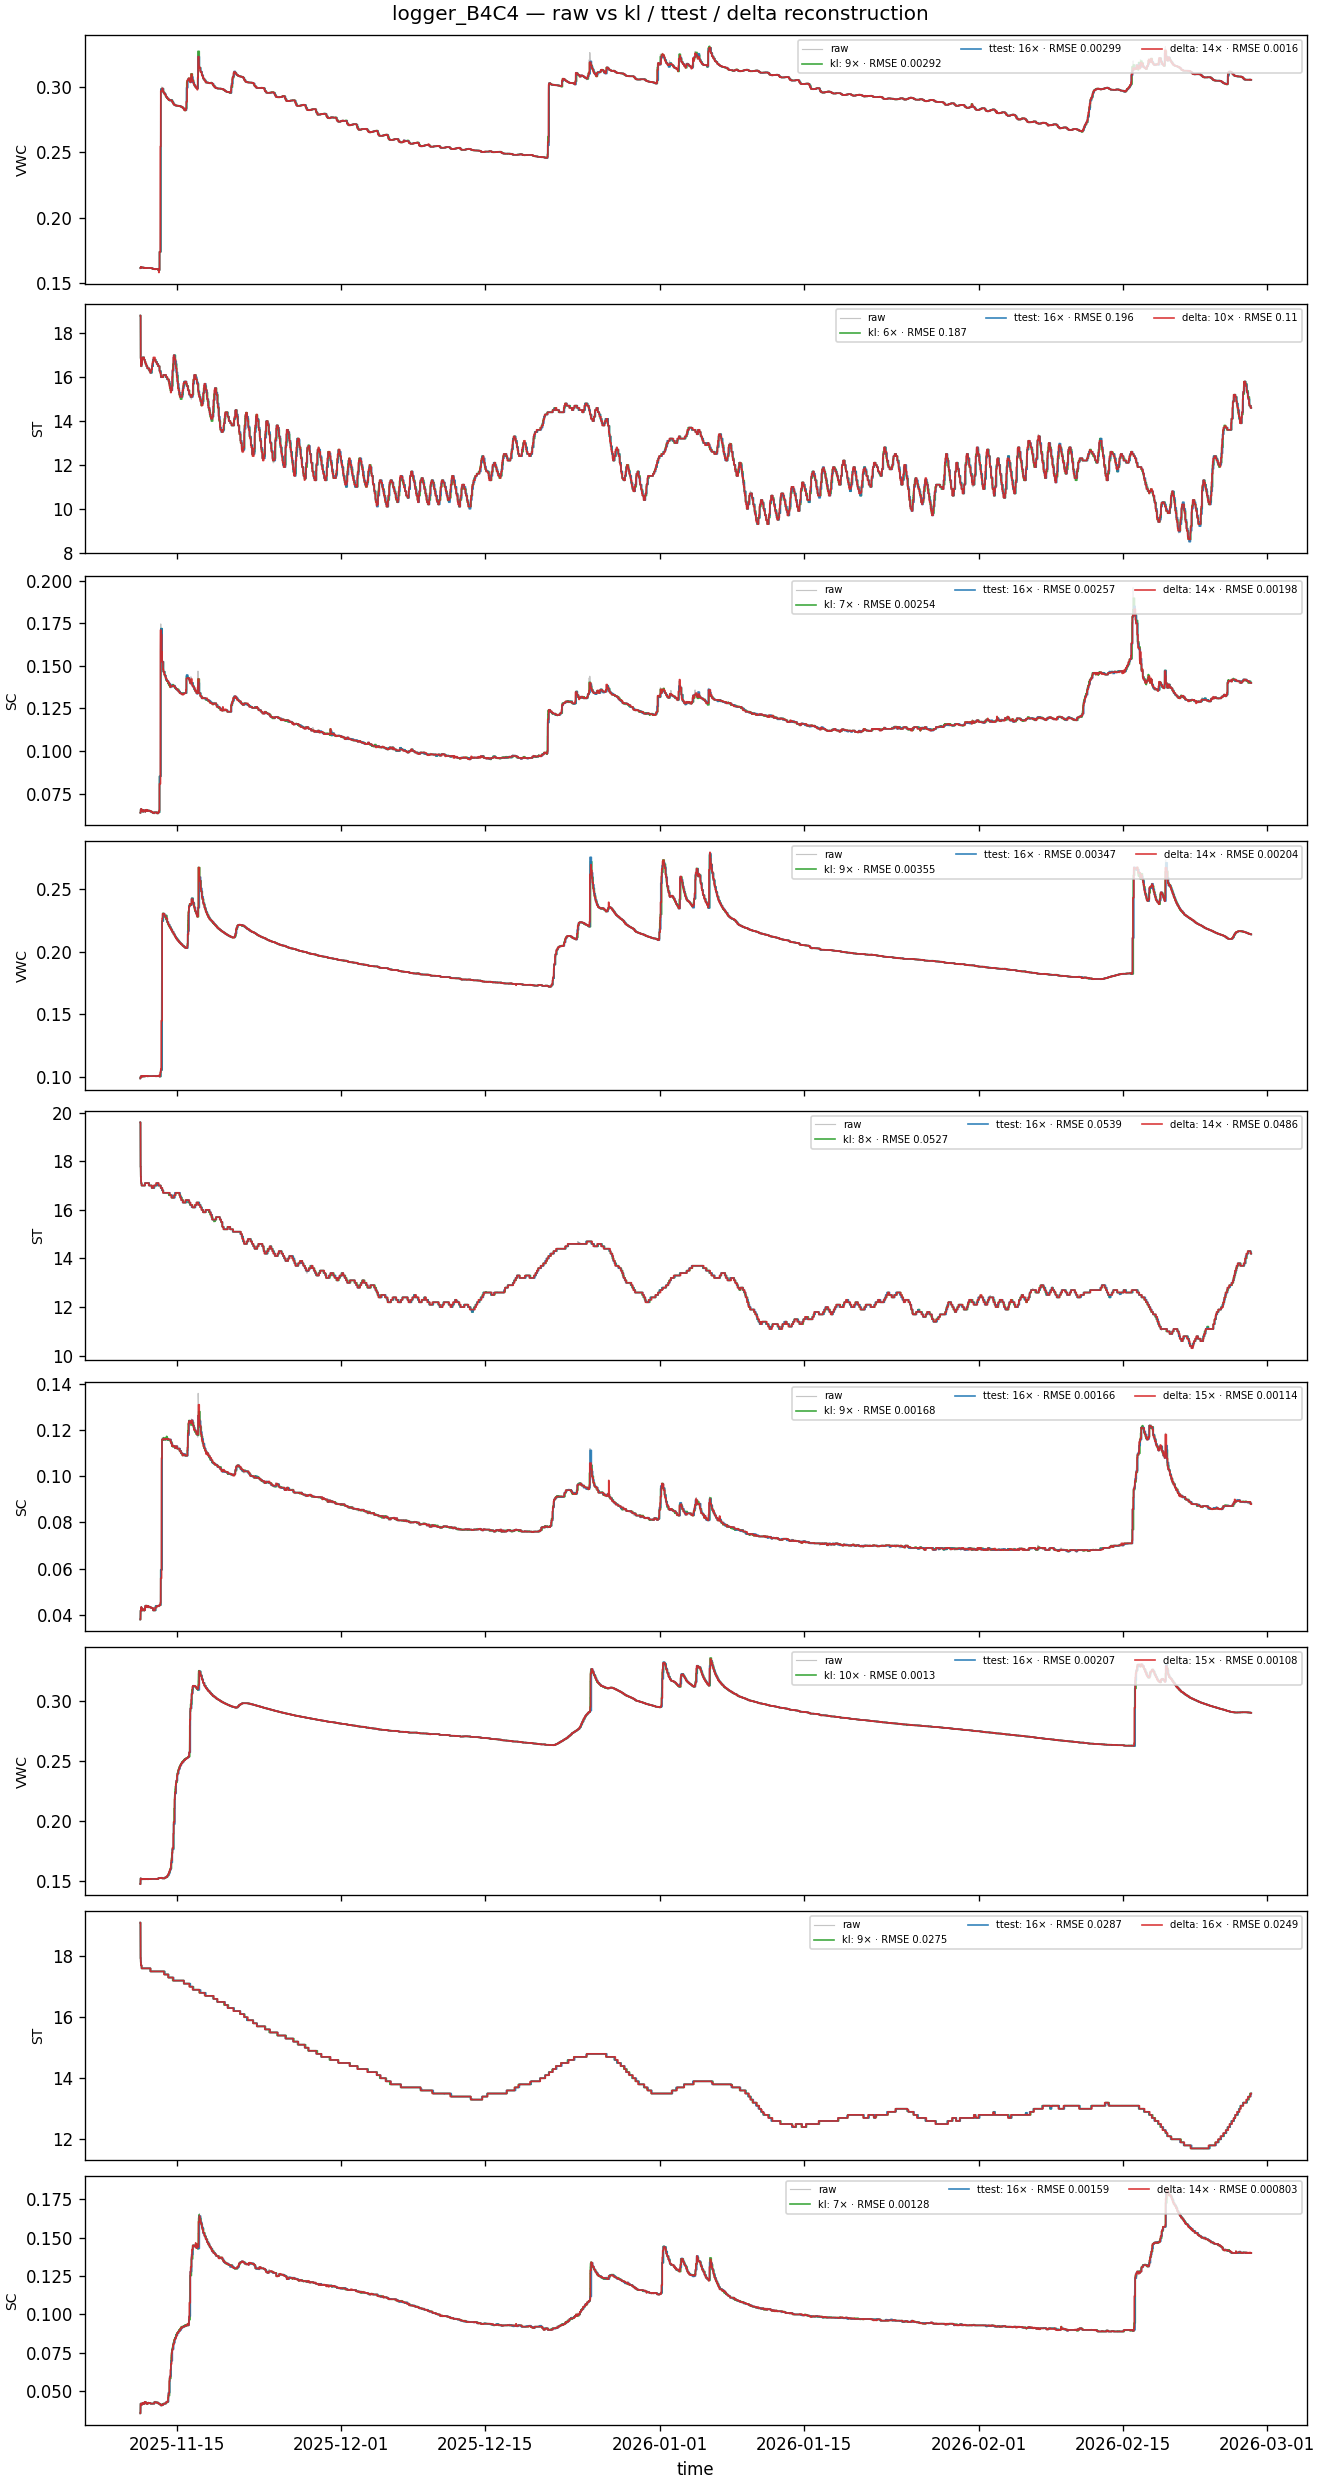 logger_B4C4 — raw vs kl / ttest / delta reconstruction
raw
kl: 9× · RMSE 0.00292
ttest: 16× · RMSE 0.00299
delta: 14× · RMSE 0.0016
VWC
0.30
0.25
0.20
0.15
raw
kl: 6× · RMSE 0.187
ttest: 16× · RMSE 0.196
delta: 10× · RMSE 0.11
ST
18
16
14
12
10
8
raw
kl: 7× · RMSE 0.00254
ttest: 16× · RMSE 0.00257
delta: 14× · RMSE 0.00198
SC
0.200
0.175
0.150
0.125
0.100
0.075
raw
kl: 9× · RMSE 0.00355
ttest: 16× · RMSE 0.00347
delta: 14× · RMSE 0.00204
VWC
0.25
0.20
0.15
0.10
raw
kl: 8× · RMSE 0.0527
ttest: 16× · RMSE 0.0539
delta: 14× · RMSE 0.0486
ST
20
18
16
14
12
10
raw
kl: 9× · RMSE 0.00168
ttest: 16× · RMSE 0.00166
delta: 15× · RMSE 0.00114
SC
0.14
0.12
0.10
0.08
0.06
0.04
raw
kl: 10× · RMSE 0.0013
ttest: 16× · RMSE 0.00207
delta: 15× · RMSE 0.00108
VWC
0.30
0.25
0.20
0.15
raw
kl: 9× · RMSE 0.0275
ttest: 16× · RMSE 0.0287
delta: 16× · RMSE 0.0249
ST
18
16
14
12
raw
kl: 7× · RMSE 0.00128
ttest: 16× · RMSE 0.00159
delta: 14× · RMSE 0.000803
SC
0.175
0.150
0.125
0.100
0.075
0.050
2025-11-15
2025-12-01
2025-12-15
2026-01-01
2026-01-15
2026-02-01
2026-02-15
2026-03-01
time